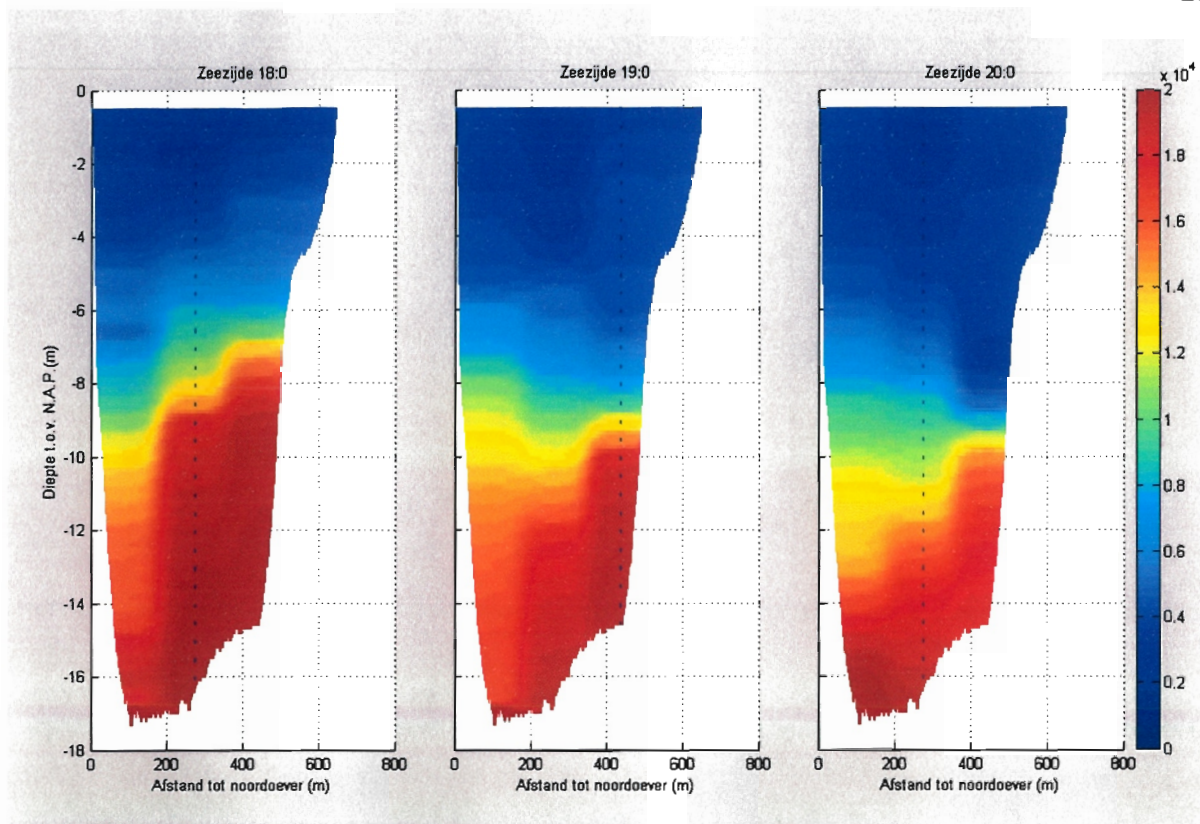 Zeezijde 18:0
Zeezijde 19:0
Zeezijde 20:0
x 10⁴
0
-2
-4
-6
-8
-10
-12
-14
-16
-18
Diepte t.o.v. N.A.P.(m)
0 200 400 600 800
0 200 400 600 800
0 200 400 600 800
Afstand tot noordoever (m)
Afstand tot noordoever (m)
Afstand tot noordoever (m)
2
1.8
1.6
1.4
1.2
1
0.8
0.6
0.4
0.2
0